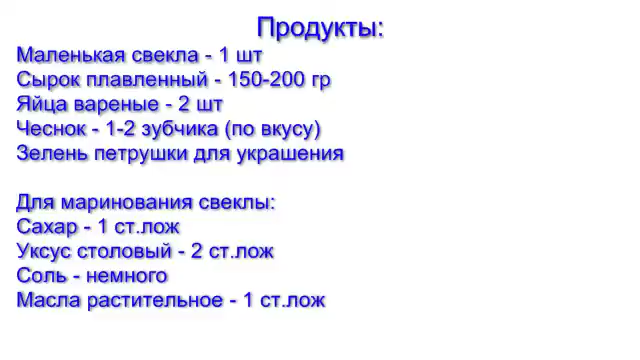 Продукты:
Маленькая свекла - 1 шт
Сырок плавленный - 150-200 гр
Яйца вареные - 2 шт
Чеснок - 1-2 зубчика (по вкусу)
Зелень петрушки для украшения
Для маринования свеклы:
Сахар - 1 ст.лож
Уксус столовый - 2 ст.лож
Соль - немного
Масла растительное - 1 ст.лож